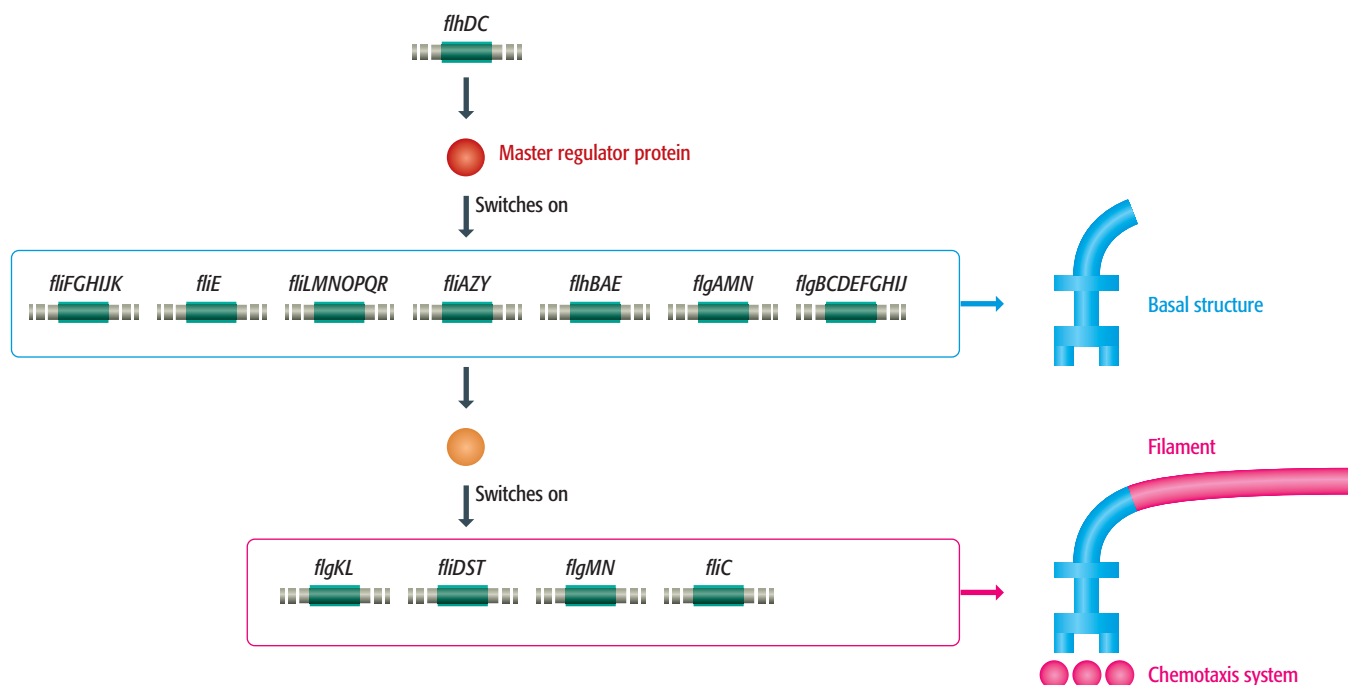 flhDC
Master regulator protein
Switches on
fliFGHIJK
fliE
fliLMNOPQR
fliAZY
flhBAE
flgAMN
flgBCDEFGHIJ
Basal structure
Filament
Switches on
flgKL
fliDST
flgMN
fliC
Chemotaxis system